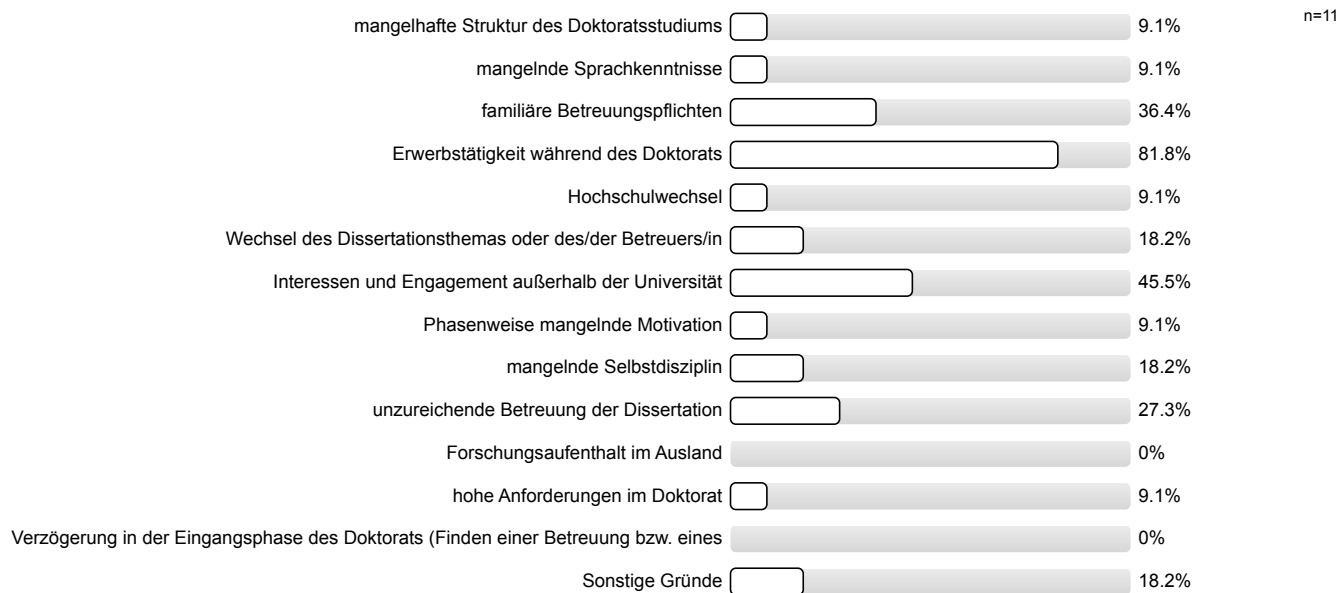 n=11
mangelhafte Struktur des Doktoratsstudiums 9.1%
mangelnde Sprachkenntnisse 9.1%
familiäre Betreuungspflichten 36.4%
Erwerbstätigkeit während des Doktorats 81.8%
Hochschulwechsel 9.1%
Wechsel des Dissertationsthemas oder des/der Betreuers/in 18.2%
Interessen und Engagement außerhalb der Universität 45.5%
Phasenweise mangelnde Motivation 9.1%
mangelnde Selbstdisziplin 18.2%
unzureichende Betreuung der Dissertation 27.3%
Forschungsaufenthalt im Ausland 0%
hohe Anforderungen im Doktorat 9.1%
Verzögerung in der Eingangsphase des Doktorats (Finden einer Betreuung bzw. eines 0%
Sonstige Gründe 18.2%